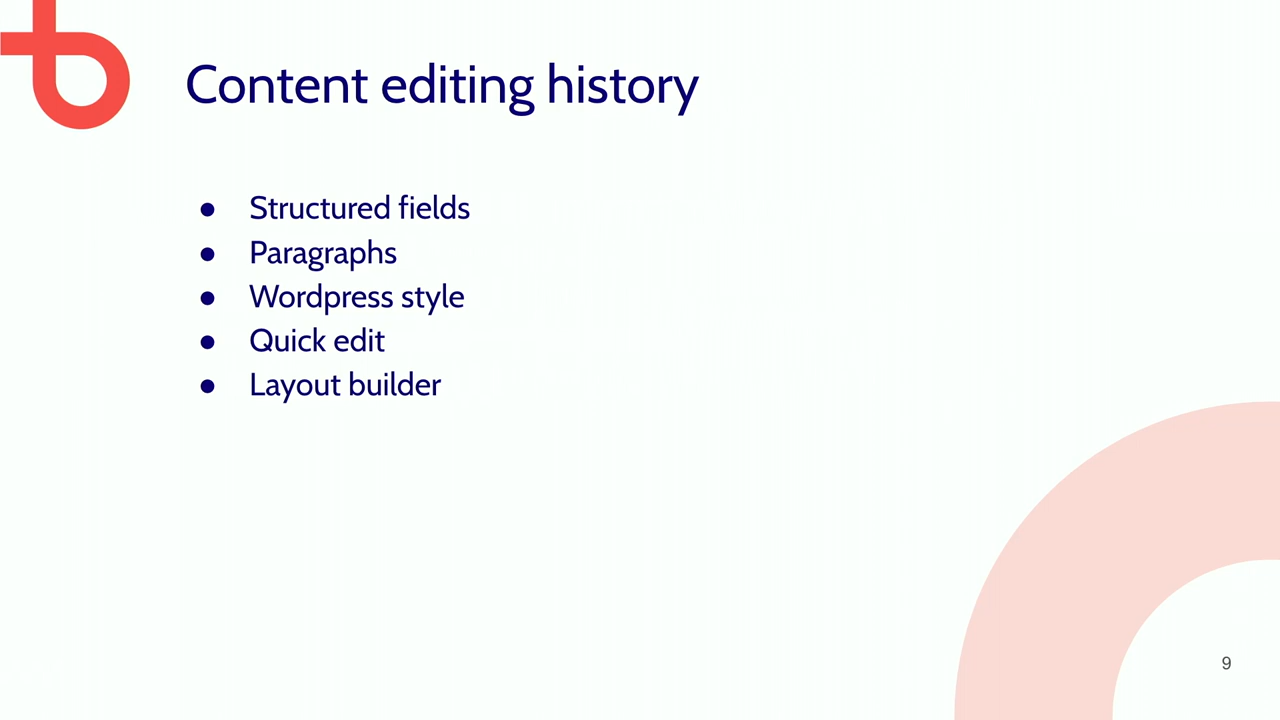 Content editing history
● Structured fields
● Paragraphs
● Wordpress style
● Quick edit
● Layout builder
9